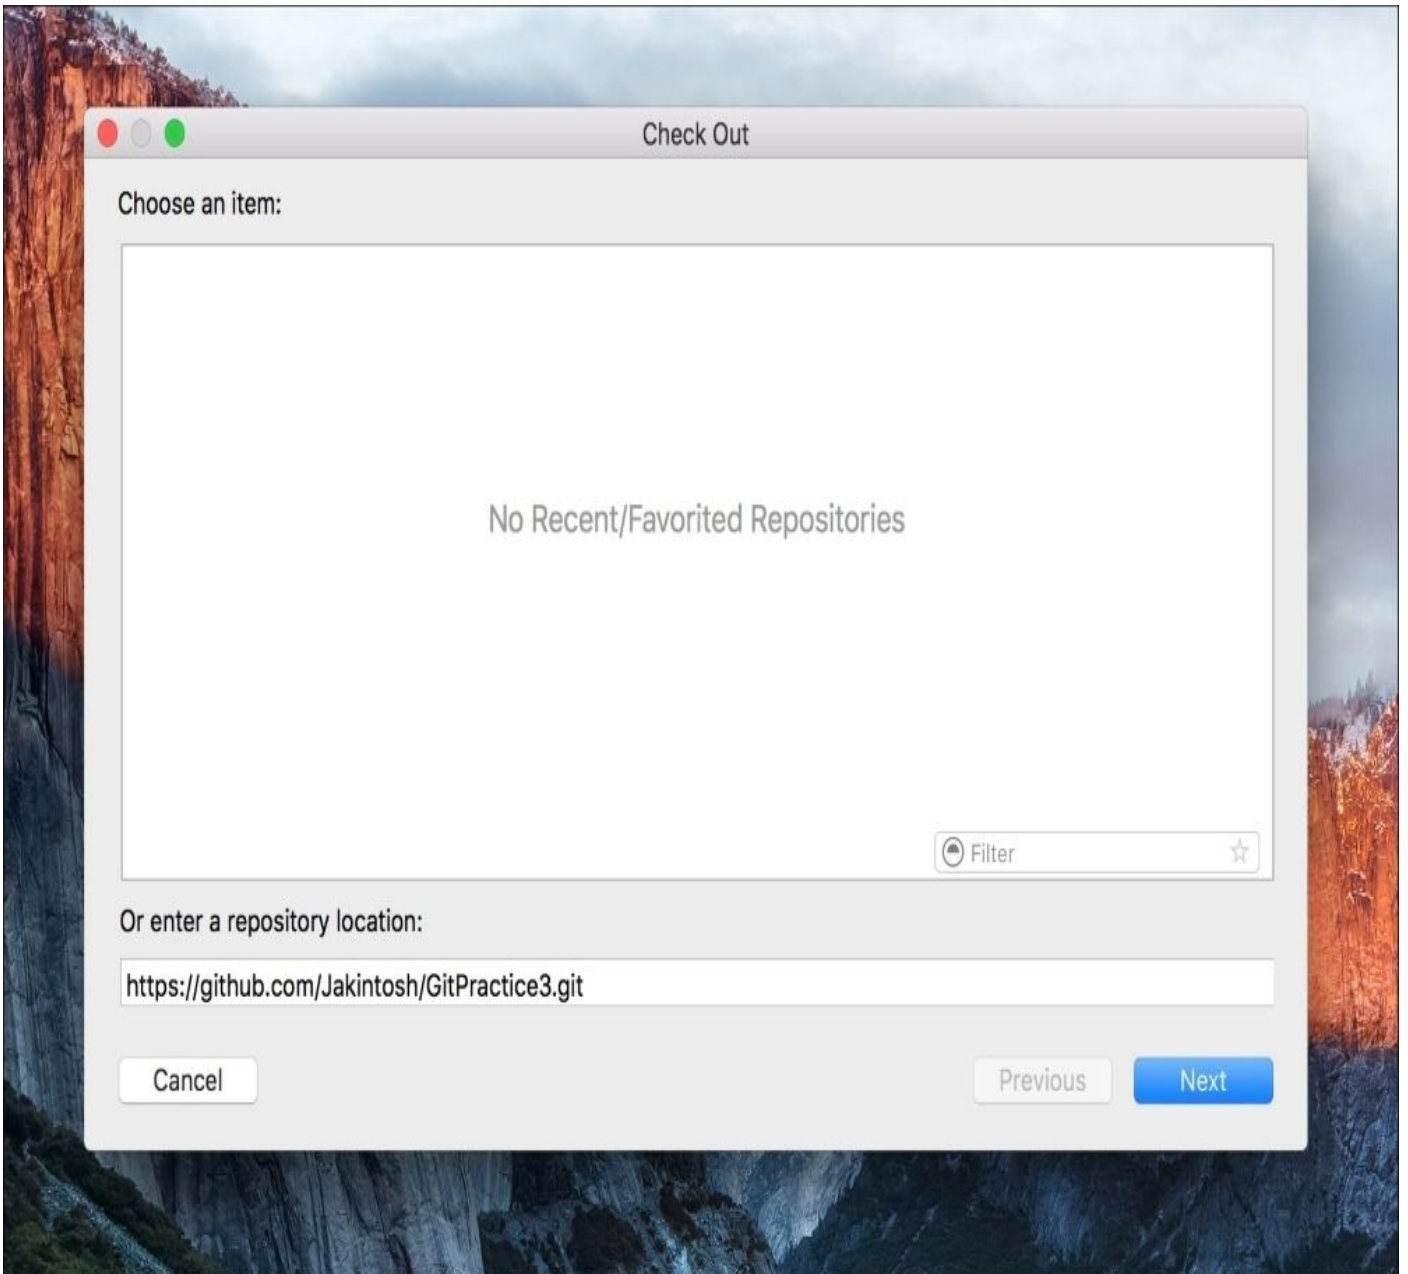 Check Out
Choose an item:
No Recent/Favorited Repositories
Filter
Or enter a repository location:
https://github.com/Jakintosh/GitPractice3.git
Cancel
Previous
Next